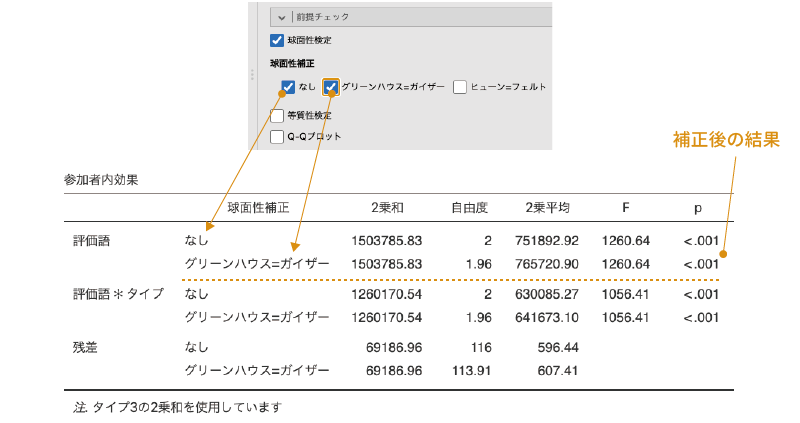 前提チェック
球面性検定
球面性補正
なし グリーンハウス=ガイザー ヒューン=フェルト
等質性検定
Q-Qプロット
補正後の結果
参加者内効果
球面性補正 2乗和 自由度 2乗平均 F p
評価語 なし 1503785.83 2 751892.92 1260.64 <.001
グリーンハウス=ガイザー 1503785.83 1.96 765720.90 1260.64 <.001
評価語 ＊ タイプ なし 1260170.54 2 630085.27 1056.41 <.001
グリーンハウス=ガイザー 1260170.54 1.96 641673.10 1056.41 <.001
残差 なし 69186.96 116 596.44
グリーンハウス=ガイザー 69186.96 113.91 607.41
注. タイプ3の2乗和を使用しています